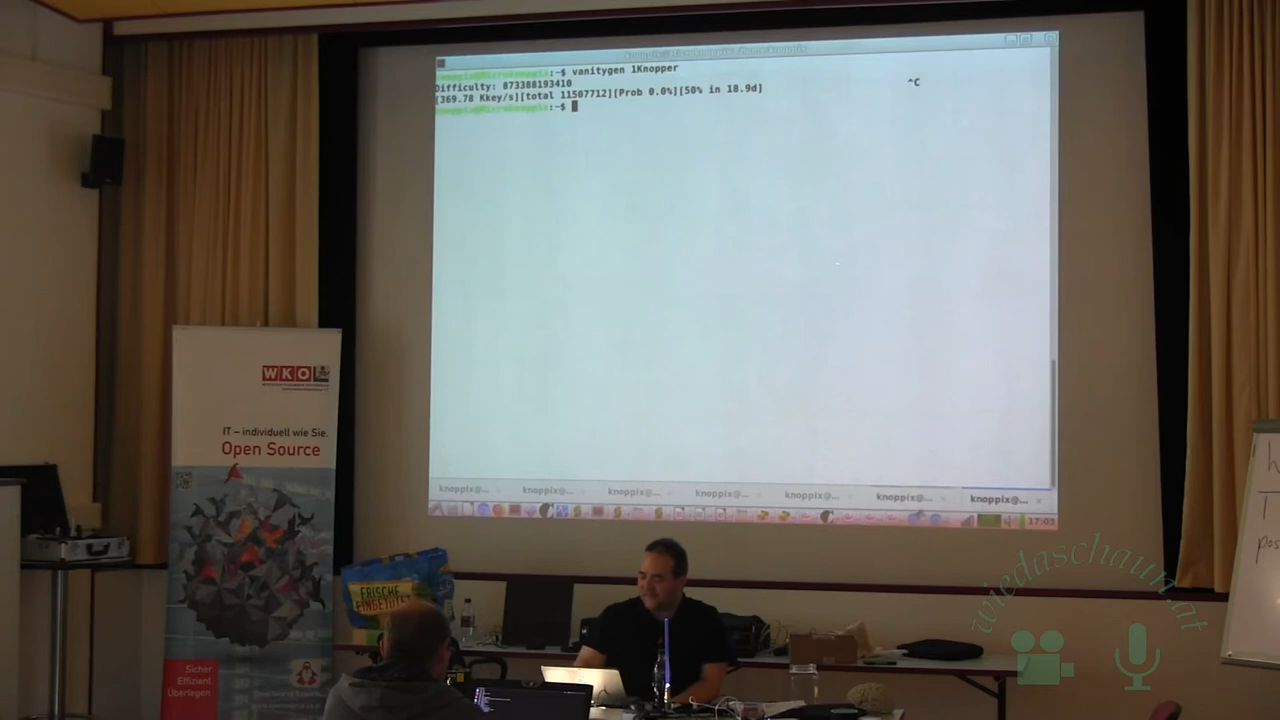 knoppix@Microknoppix:~$ vanitygen 1Knopper
Difficulty: 873388193410
[369.78 Kkey/s][total 11507712][Prob 0.0%][50% in 18.9d] ^C
knoppix@Microknoppix:~$
knoppix@... knoppix@... knoppix@... knoppix@... knoppix@... knoppix@... knoppix@...
17:03
WKO
IT – individuell wie Sie.
Open Source
Sicher
Effizient
Überlegen.
FRISCHE
EINGETÜTET
wiedaschaun.at